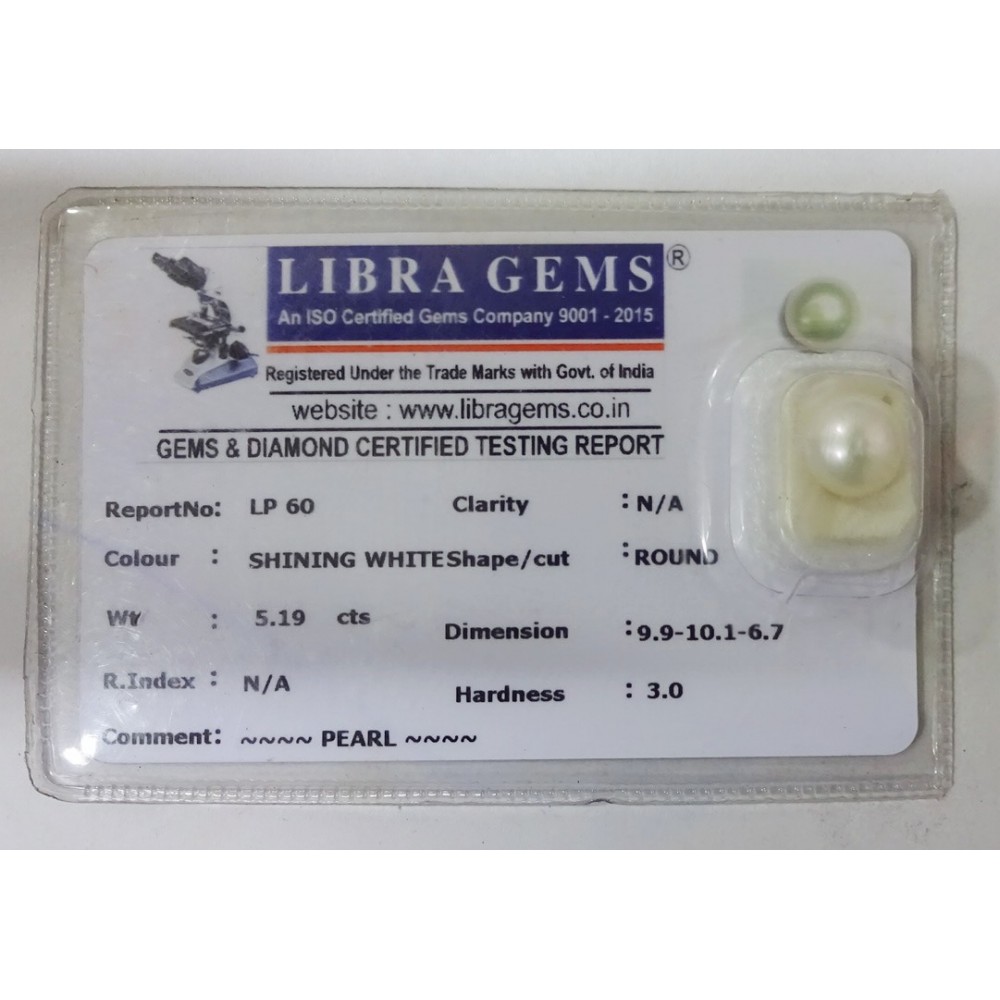 LIBRA GEMS ®
An ISO Certified Gems Company 9001 - 2015
Registered Under the Trade Marks with Govt. of India
website : www.libragems.co.in
GEMS & DIAMOND CERTIFIED TESTING REPORT
ReportNo: LP 60 Clarity : N/A
Colour : SHINING WHITE Shape/cut : ROUND
Wt : 5.19 cts Dimension : 9.9-10.1-6.7
R.Index : N/A Hardness : 3.0
Comment: ~~~~ PEARL ~~~~